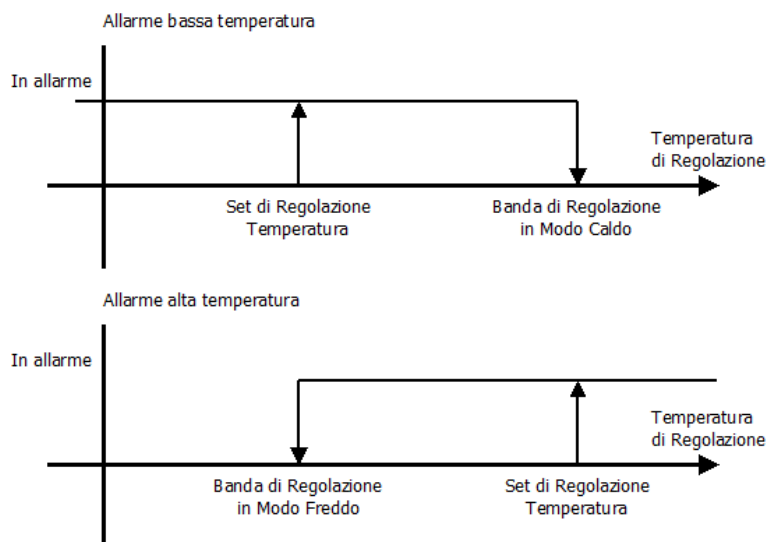 Allarme bassa temperatura
In allarme
Temperatura
di Regolazione
Set di Regolazione
Temperatura
Banda di Regolazione
in Modo Caldo
Allarme alta temperatura
In allarme
Temperatura
di Regolazione
Banda di Regolazione
in Modo Freddo
Set di Regolazione
Temperatura